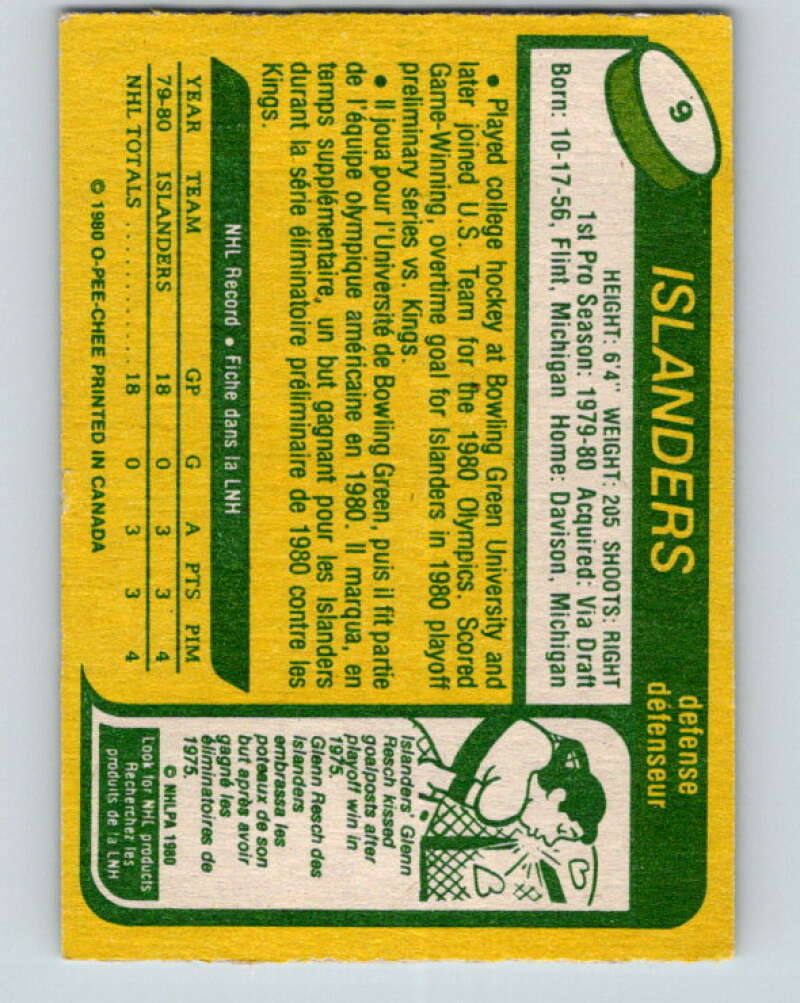 9
ISLANDERS
defense
défenseur
HEIGHT: 6'4" WEIGHT: 205 SHOOTS: RIGHT
1st Pro Season: 1979-80 Acquired: Via Draft
Born: 10-17-56, Flint, Michigan Home: Davison, Michigan
• Played college hockey at Bowling Green University and
later joined U.S. Team for the 1980 Olympics. Scored
Game-Winning, overtime goal for Islanders in 1980 playoff
preliminary series vs. Kings.
• Il joua pour l'Université de Bowling Green, puis il fit partie
de l'équipe olympique américaine en 1980. Il marqua, en
temps supplémentaire, un but gagnant pour les Islanders
durant la série éliminatoire préliminaire de 1980 contre les
Kings.
NHL Record • Fiche dans la LNH
YEAR TEAM GP G A PTS PIM
79-80 ISLANDERS 18 0 3 3 4
NHL TOTALS ............ 18 0 3 3 4
© 1980 O-PEE-CHEE PRINTED IN CANADA
Islanders' Glenn
Resch kissed
goalposts after
playoff win in
1975.
Glenn Resch des
Islanders
embrassa les
poteaux de son
but après avoir
gagné les
éliminatoires de
1975.
© NHLPA 1980
Look for NHL products
Recherchez les
produits de la LNH